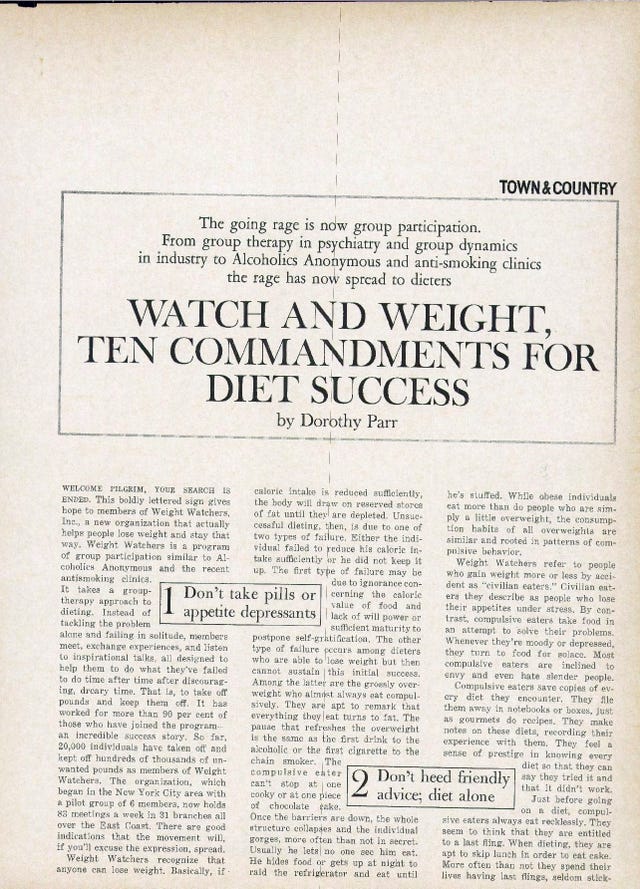 TOWN&COUNTRY
The going rage is now group participation.
From group therapy in psychiatry and group dynamics
in industry to Alcoholics Anonymous and anti-smoking clinics
the rage has now spread to dieters
WATCH AND WEIGHT,
TEN COMMANDMENTS FOR
DIET SUCCESS
by Dorothy Parr
WELCOME PILGRIM, YOUR SEARCH IS
ENDED. This boldly lettered sign gives
hope to members of Weight Watchers,
Inc., a new organization that actually
helps people lose weight and stay that
way. Weight Watchers is a program
of group participation similar to Al-
coholics Anonymous and the recent
antismoking clinics.
It takes a group-
therapy approach to
dieting. Instead of
tackling the problem
alone and failing in solitude, members
meet, exchange experiences, and listen
to inspirational talks, all designed to
help them to do what they've failed
to do time after time after discourag-
ing, dreary time. That is, to take off
pounds and keep them off. It has
worked for more than 90 per cent of
those who have joined the program—
an incredible success story. So far,
20,000 individuals have taken off and
kept off hundreds of thousands of un-
wanted pounds as members of Weight
Watchers. The organization, which
began in the New York City area with
a pilot group of 6 members, now holds
83 meetings a week in 31 branches all
over the East Coast. There are good
indications that the movement will,
if you'll excuse the expression, spread.
Weight Watchers recognize that
anyone can lose weight. Basically, if
1 Don't take pills or
appetite depressants
caloric intake is reduced sufficiently,
the body will draw on reserved stores
of fat until they are depleted. Unsuc-
cessful dieting, then, is due to one of
two types of failure. Either the indi-
vidual failed to reduce his caloric in-
take sufficiently or he did not keep it
up. The first type of failure may be
due to ignorance con-
cerning the caloric
value of food and
lack of will power or
sufficient maturity to
postpone self-gratification. The other
type of failure occurs among dieters
who are able to lose weight but then
cannot sustain this initial success.
Among the latter are the grossly over-
weight who almost always eat compul-
sively. They are apt to remark that
everything they eat turns to fat. The
pause that refreshes the overweight
is the same as the first drink to the
alcoholic or the first cigarette to the
chain smoker. The
compulsive eater
can't stop at one
cooky or at one piece
of chocolate cake.
Once the barriers are down, the whole
structure collapses and the individual
gorges, more often than not in secret.
Usually he lets no one see him eat.
He hides food or gets up at night to
raid the refrigerator and eat until
2 Don't heed friendly
advice; diet alone
he's stuffed. While obese individuals
eat more than do people who are sim-
ply a little overweight, the consump-
tion habits of all overweights are
similar and rooted in patterns of com-
pulsive behavior.
Weight Watchers refer to people
who gain weight more or less by acci-
dent as "civilian eaters." Civilian eat-
ers they describe as people who lose
their appetites under stress. By con-
trast, compulsive eaters take food in
an attempt to solve their problems.
Whenever they're moody or depressed,
they turn to food for solace. Most
compulsive eaters are inclined to
envy and even hate slender people.
Compulsive eaters save copies of ev-
ery diet they encounter. They file
them away in notebooks or boxes, just
as gourmets do recipes. They make
notes on these diets, recording their
experience with them. They feel a
sense of prestige in knowing every
diet so that they can
say they tried it and
that it didn't work.
Just before going
on a diet, compul-
sive eaters always eat recklessly. They
seem to think that they are entitled
to a last fling. When dieting, they are
apt to skip lunch in order to eat cake.
More often than not they spend their
lives having last flings, seldom stick-